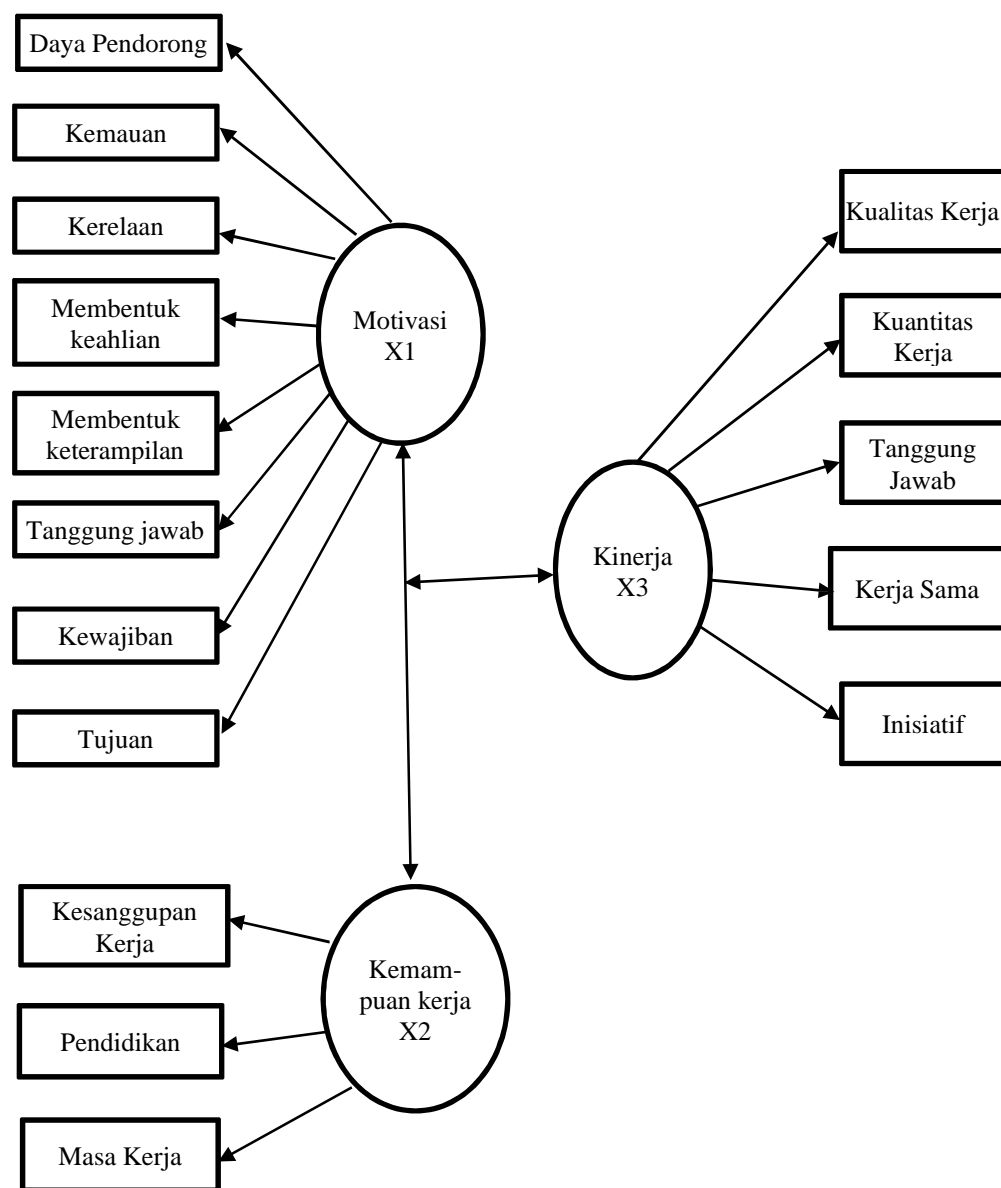 Daya Pendorong
Kemauan
Kerelaan
Membentuk
keahlian
Membentuk
keterampilan
Tanggung jawab
Kewajiban
Tujuan
Motivasi
X1
Kualitas Kerja
Kuantitas
Kerja
Tanggung
Jawab
Kerja Sama
Inisiatif
Kinerja
X3
Kesanggupan
Kerja
Pendidikan
Masa Kerja
Kemam-
puan kerja
X2